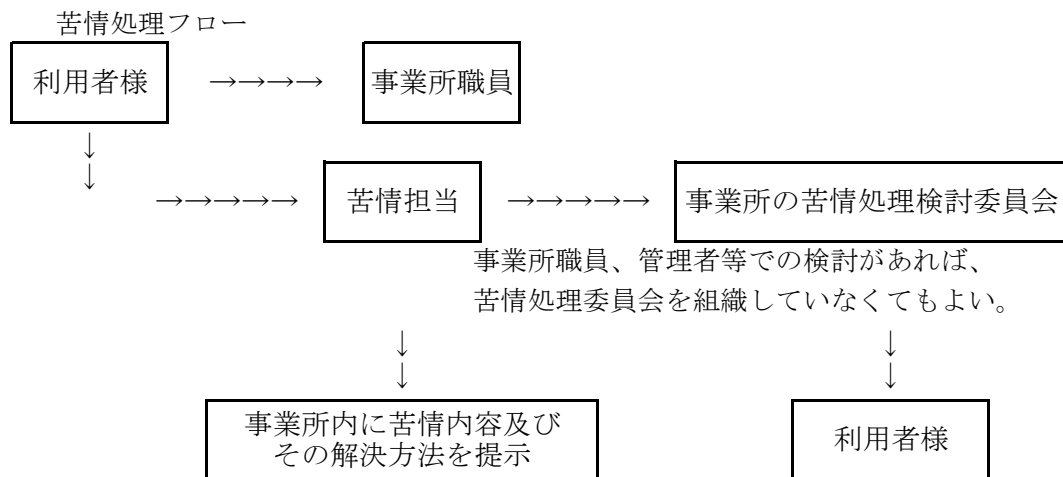 苦情処理フロー
利用者様 →→→→ 事業所職員
↓
↓
→→→→→ 苦情担当 →→→→→ 事業所の苦情処理検討委員会
事業所職員、管理者等での検討があれば、
苦情処理委員会を組織していなくてもよい。
↓ ↓
↓ ↓
事業所内に苦情内容及び
その解決方法を提示
利用者様